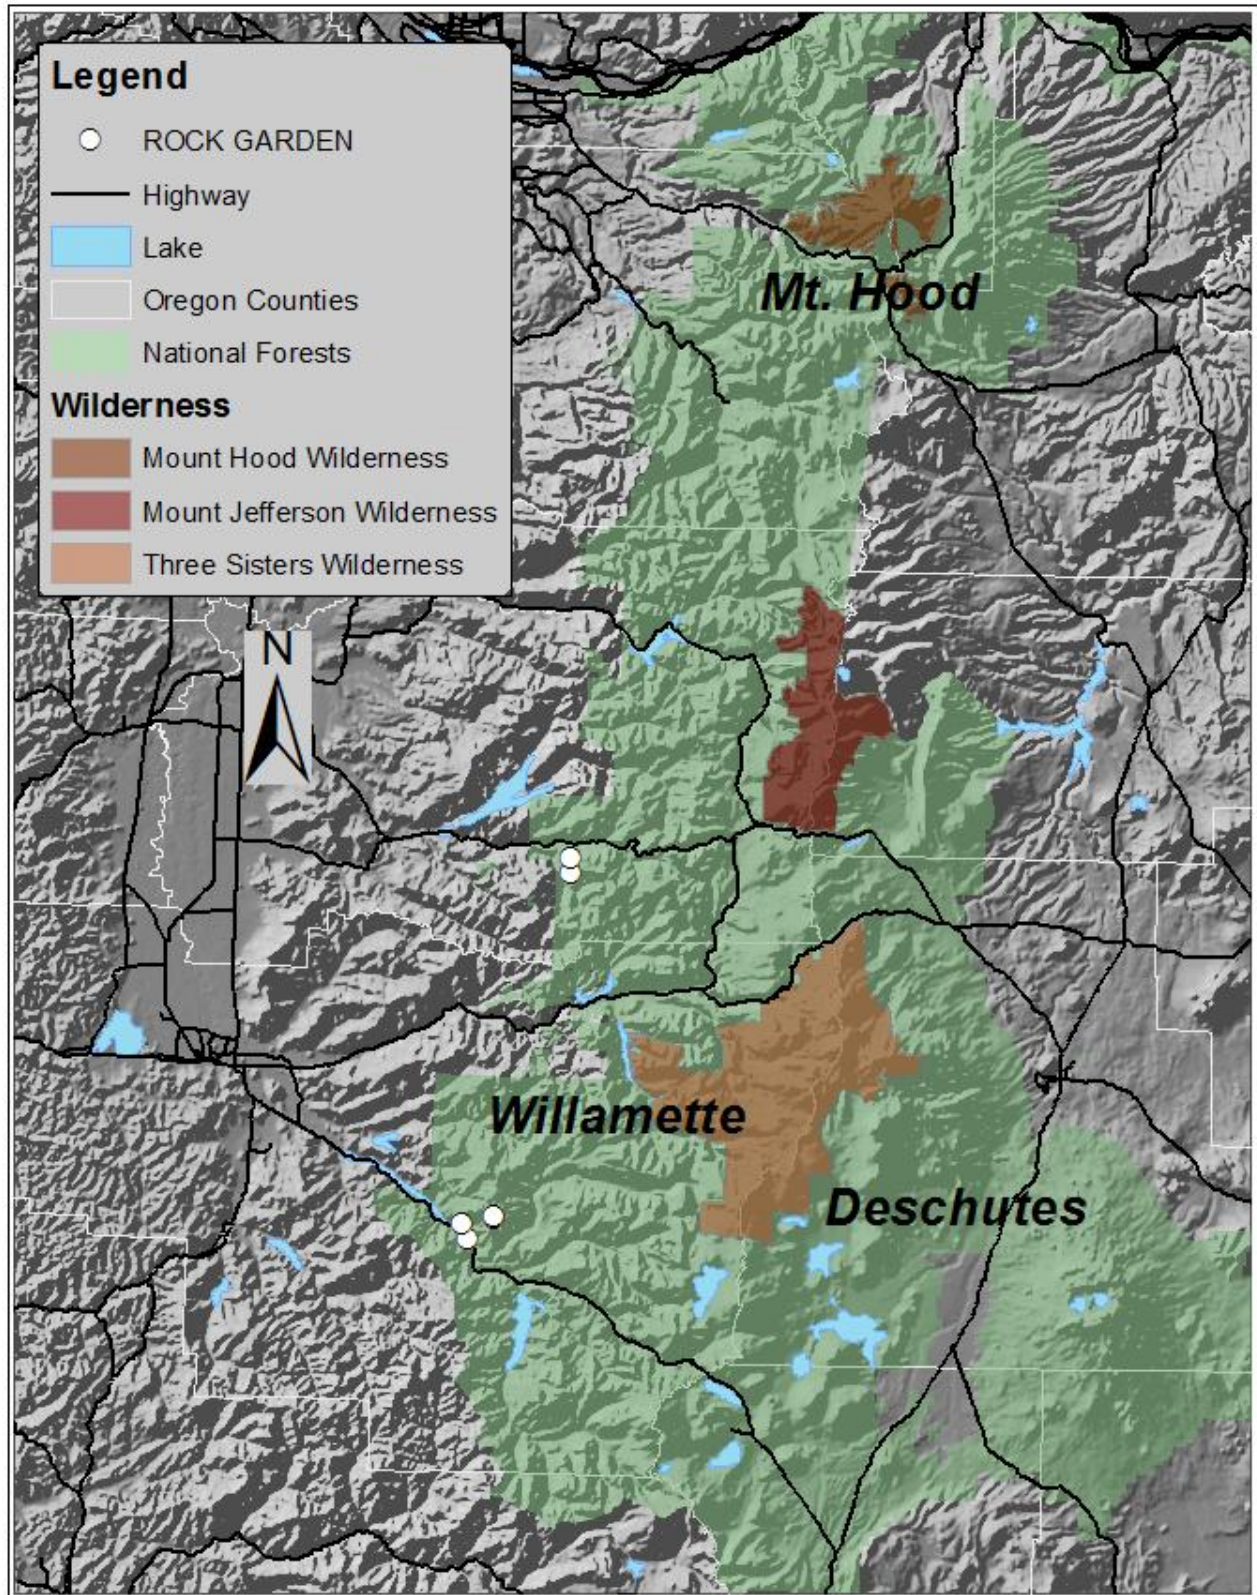 Legend
ROCK GARDEN
Highway
Lake
Oregon Counties
National Forests
Wilderness
Mount Hood Wilderness
Mount Jefferson Wilderness
Three Sisters Wilderness
N
Mt. Hood
Willamette
Deschutes